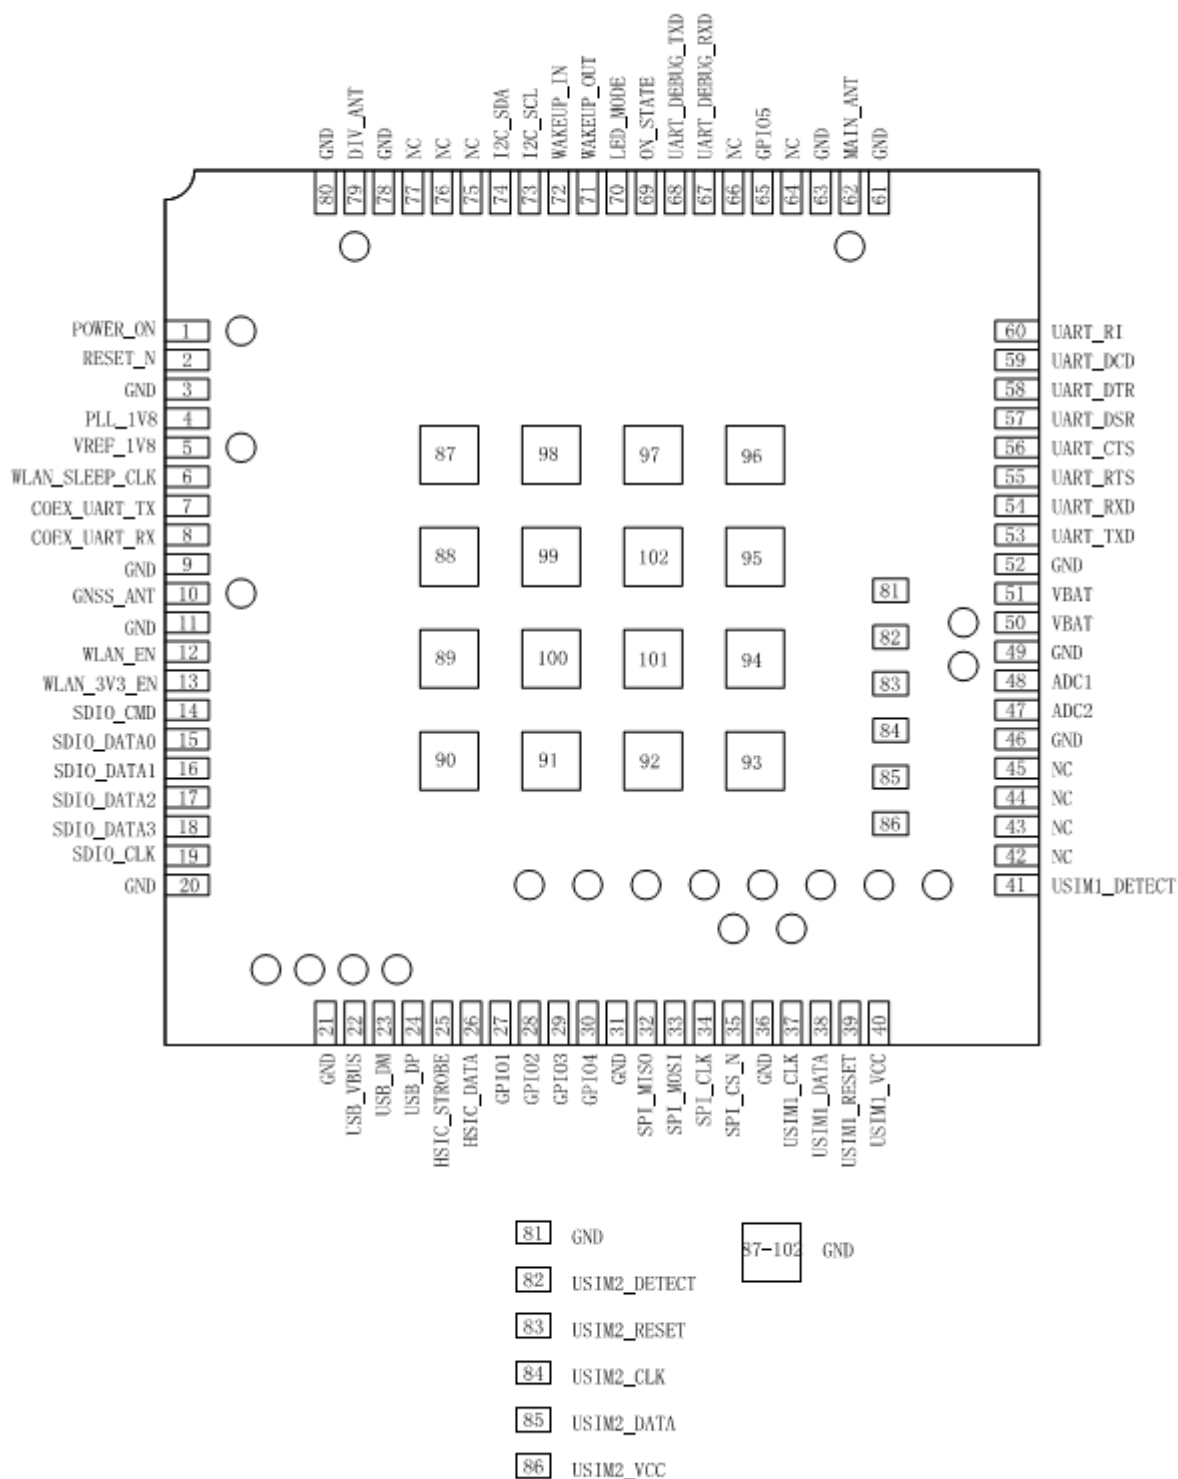 GND
DIV_ANT
GND
NC
NC
NC
I2C_SDA
I2C_SCL
WAKEUP_IN
WAKEUP_OUT
LED_MODE
ON_STATE
UART_DEBUG_TXD
UART_DEBUG_RXD
NC
GPIO5
NC
GND
MAIN_ANT
GND
80
79
78
77
76
75
74
73
72
71
70
69
68
67
66
65
64
63
62
61
POWER_ON 1
RESET_N 2
GND 3
PLL_1V8 4
VREF_1V8 5
WLAN_SLEEP_CLK 6
COEX_UART_TX 7
COEX_UART_RX 8
GND 9
GNSS_ANT 10
GND 11
WLAN_EN 12
WLAN_3V3_EN 13
SDIO_CMD 14
SDIO_DATA0 15
SDIO_DATA1 16
SDIO_DATA2 17
SDIO_DATA3 18
SDIO_CLK 19
GND 20
87 98 97 96
88 99 102 95
89 100 101 94
90 91 92 93
81
82
83
84
85
86
60 UART_RI
59 UART_DCD
58 UART_DTR
57 UART_DSR
56 UART_CTS
55 UART_RTS
54 UART_RXD
53 UART_TXD
52 GND
51 VBAT
50 VBAT
49 GND
48 ADC1
47 ADC2
46 GND
45 NC
44 NC
43 NC
42 NC
41 USIM1_DETECT
21
22
23
24
25
26
27
28
29
30
31
32
33
34
35
36
37
38
39
40
GND
USB_VBUS
USB_DM
USB_DP
HSIC_STROBE
HSIC_DATA
GPIO1
GPIO2
GPIO3
GPIO4
GND
SPI_MISO
SPI_MOSI
SPI_CLK
SPI_CS_N
GND
USIM1_CLK
USIM1_DATA
USIM1_RESET
USIM1_VCC
81 GND
82 USIM2_DETECT
83 USIM2_RESET
84 USIM2_CLK
85 USIM2_DATA
86 USIM2_VCC
87-102 GND